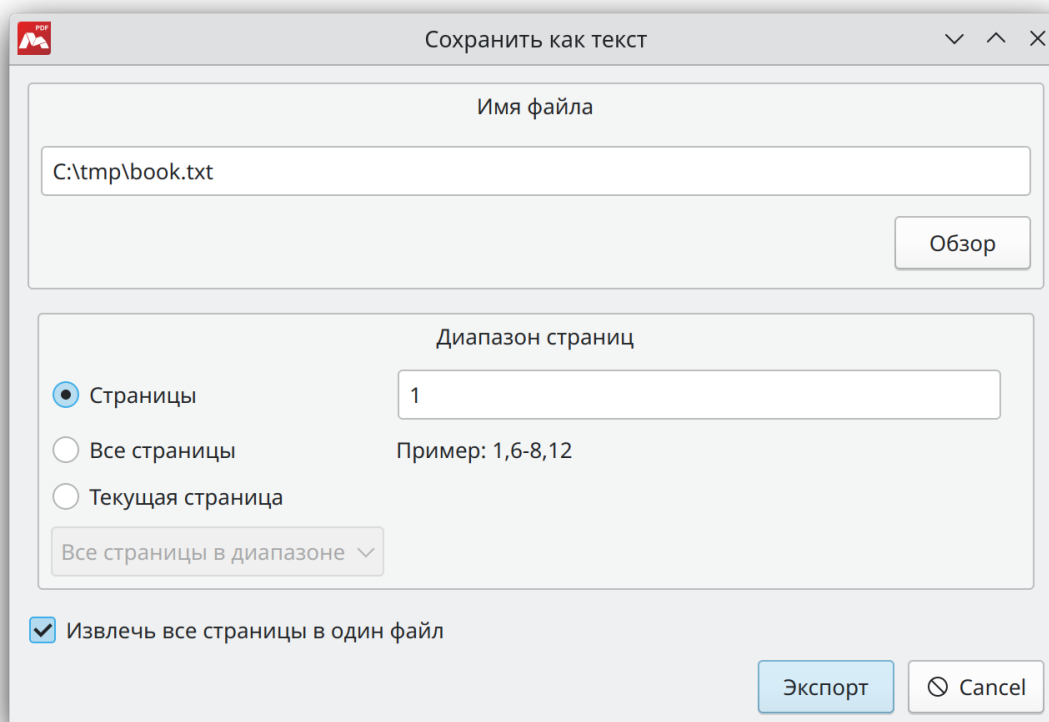 PDF
Сохранить как текст
Имя файла
C:\tmp\book.txt
Обзор
Диапазон страниц
Страницы
1
Все страницы
Пример: 1,6-8,12
Текущая страница
Все страницы в диапазоне
Извлечь все страницы в один файл
Экспорт
Cancel